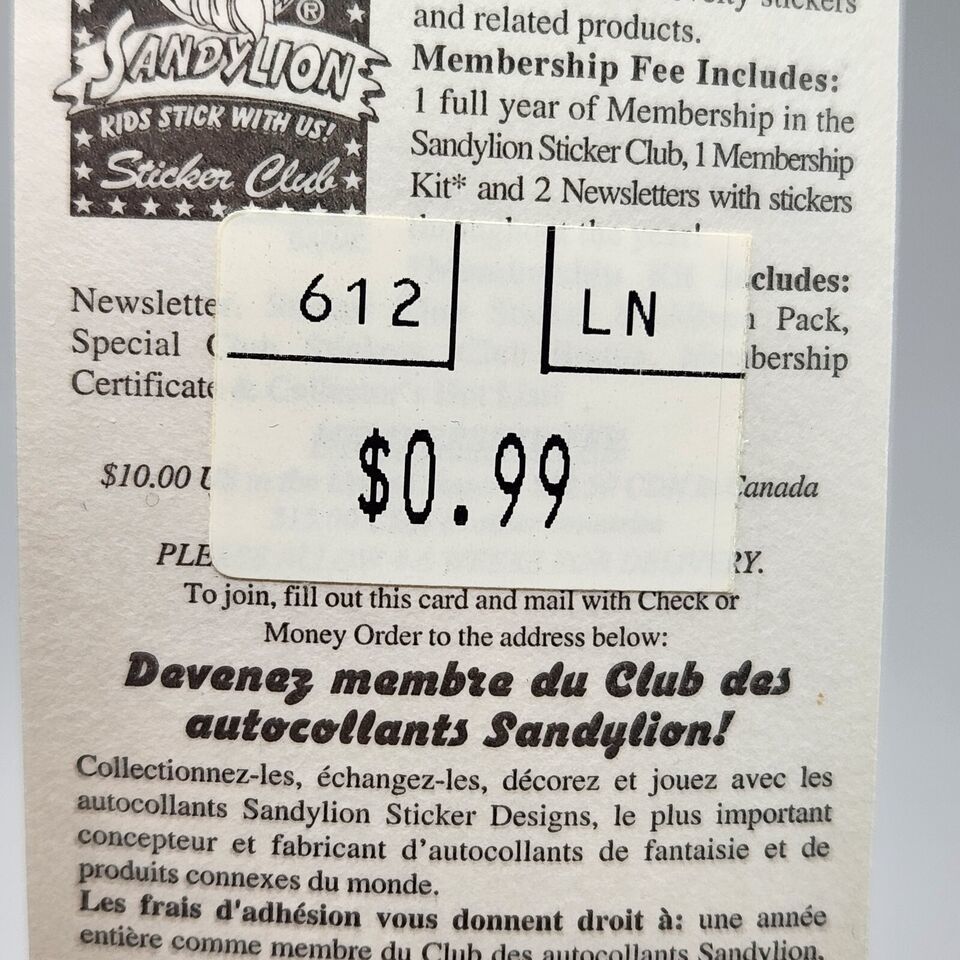 ®
SANDYLION
KIDS STICK WITH US!
Sticker Club
stickers
and related products.
Membership Fee Includes:
1 full year of Membership in the
Sandylion Sticker Club, 1 Membership
Kit* and 2 Newsletters with stickers
cludes:
Newslette
Pack,
Special
bership
Certificate
612
LN
$0.99
$10.00 U
Canada
PLE
RY.
To join, fill out this card and mail with Check or
Money Order to the address below:
Devenez membre du Club des
autocollants Sandylion!
Collectionnez-les, échangez-les, décorez et jouez avec les
autocollants Sandylion Sticker Designs, le plus important
concepteur et fabricant d'autocollants de fantaisie et de
produits connexes du monde.
Les frais d'adhésion vous donnent droit à: une année
entière comme membre du Club des autocollants Sandylion,